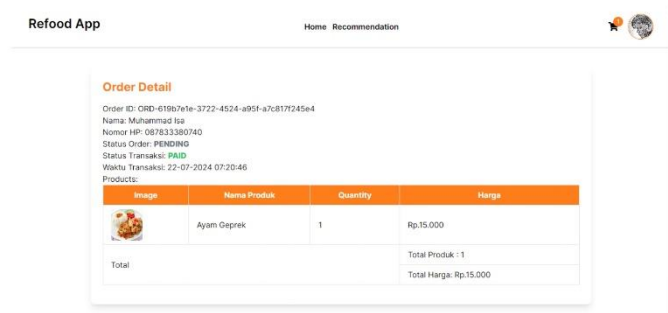 Refood App
Home Recommendation
1
Order Detail
Order ID: ORD-619b7e1e-3722-4524-a95f-a7c817f245e4
Nama: Muhammad Isa
Nomor HP: 087833380740
Status Order: PENDING
Status Transaksi: PAID
Waktu Transaksi: 22-07-2024 07:20:46
Products:
Image Nama Produk Quantity Harga
Ayam Geprek 1 Rp.15.000
Total
Total Produk : 1
Total Harga: Rp.15.000